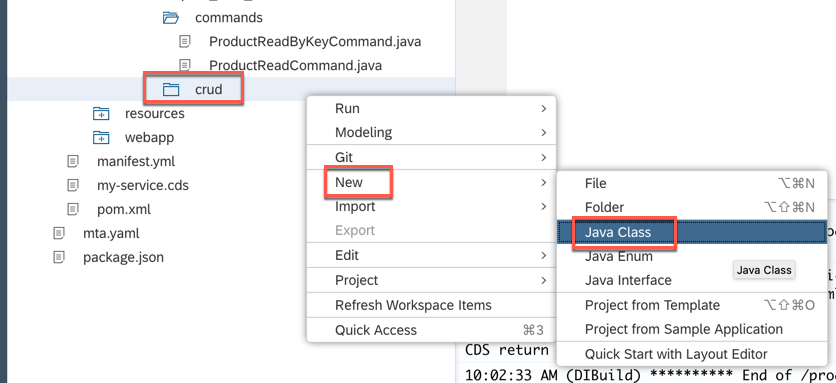 commands
ProductReadByKeyCommand.java
ProductReadCommand.java
crud
resources
webapp
manifest.yml
my-service.cds
pom.xml
mta.yaml
package.json
Run
Modeling
Git
New
Import
Export
Edit
Project
Refresh Workspace Items
Quick Access ⌘3
File ⌥⌘N
Folder ⌥⇧⌘N
Java Class
Java Enum
Java Interface
Java Class
Project from Template ⌥⇧⌘O
Project from Sample Application
Quick Start with Layout Editor
CDS return
10:02:33 AM (DIBuild) ********** End of /pro